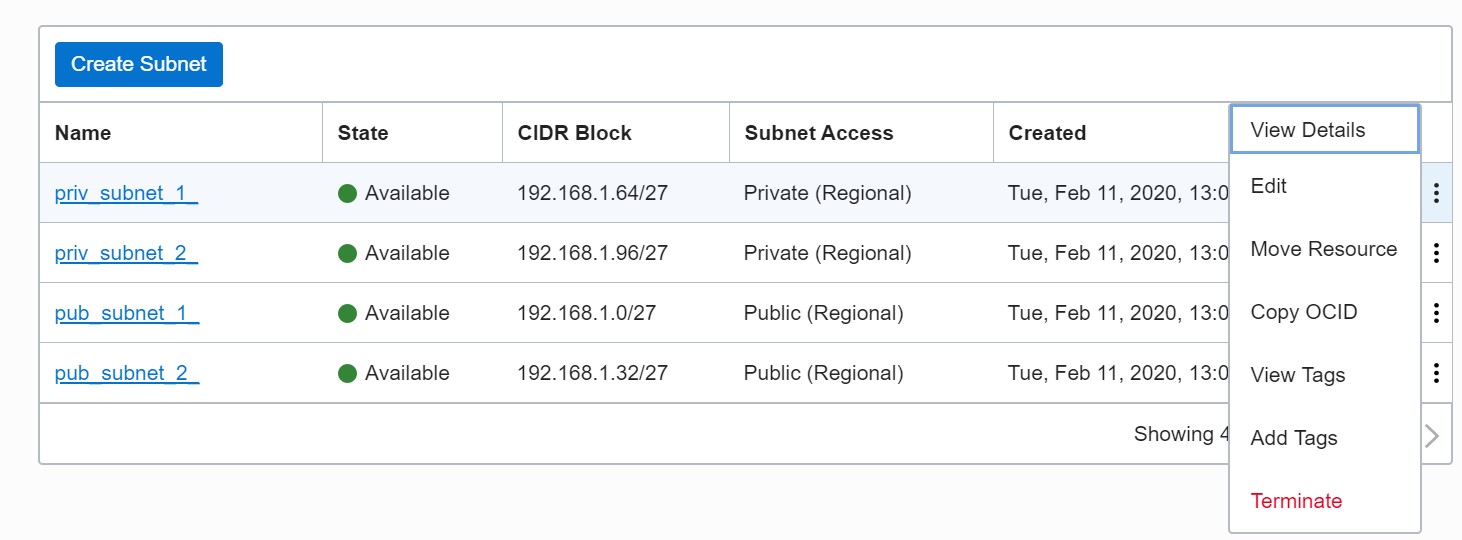 Create Subnet
Name State CIDR Block Subnet Access Created
View Details
priv_subnet_1_ Available 192.168.1.64/27 Private (Regional) Tue, Feb 11, 2020, 13:0
Edit
priv_subnet_2_ Available 192.168.1.96/27 Private (Regional) Tue, Feb 11, 2020, 13:0
Move Resource
pub_subnet_1_ Available 192.168.1.0/27 Public (Regional) Tue, Feb 11, 2020, 13:0
Copy OCID
pub_subnet_2_ Available 192.168.1.32/27 Public (Regional) Tue, Feb 11, 2020, 13:0
View Tags
Showing 4
Add Tags
Terminate